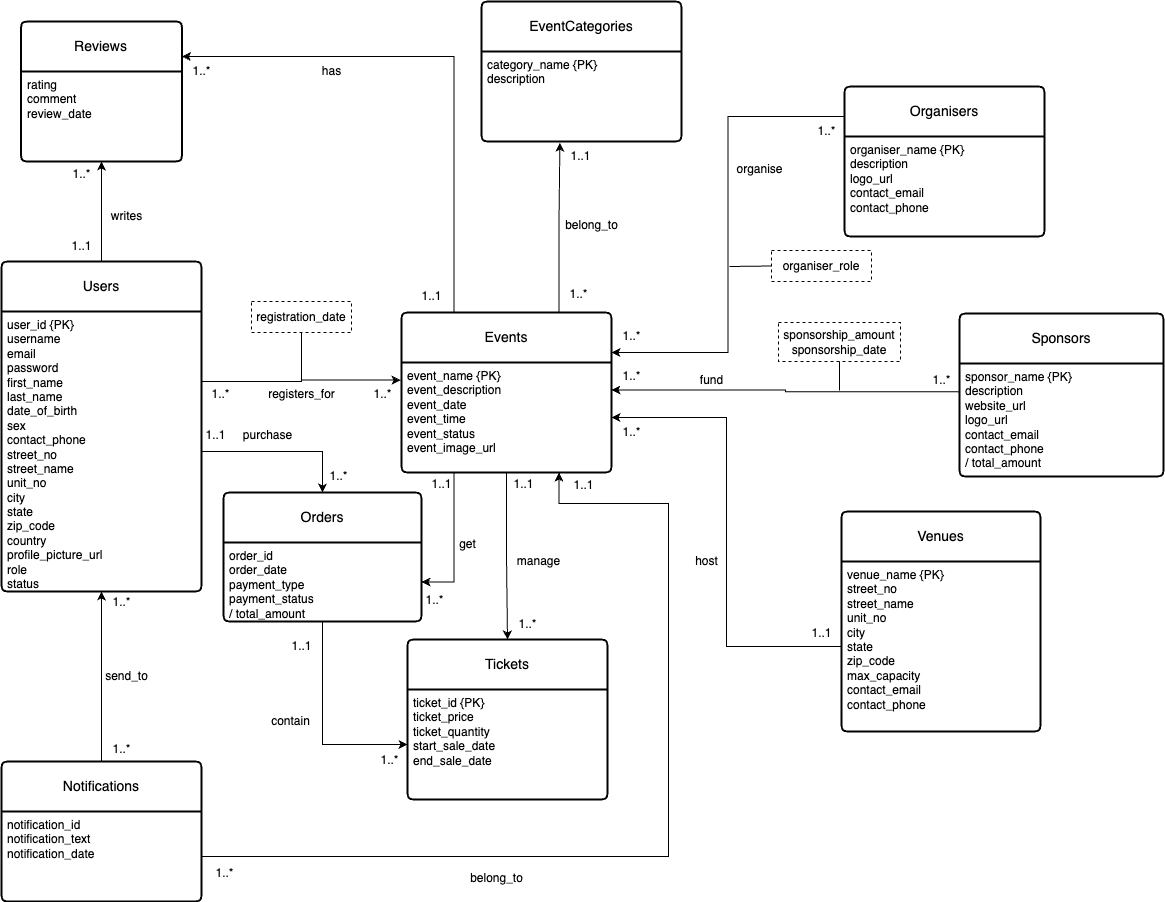 EventCategories
category_name {PK}
description
Reviews
rating
comment
review_date
1..*
has
Organisers
organiser_name {PK}
description
logo_url
contact_email
contact_phone
1..*
organise
1..1
belong_to
1..*
1..*
writes
1..1
organiser_role
Users
user_id {PK}
username
email
password
first_name
last_name
date_of_birth
sex
contact_phone
street_no
street_name
unit_no
city
state
zip_code
country
profile_picture_url
role
status
registration_date
1..*
registers_for
1..*
1..1
Events
event_name {PK}
event_description
event_date
event_time
event_status
event_image_url
1..*
1..*
fund
sponsorship_amount
sponsorship_date
1..*
Sponsors
sponsor_name {PK}
description
website_url
logo_url
contact_email
contact_phone
/ total_amount
1..*
1..1
purchase
1..*
Orders
order_id
order_date
payment_type
payment_status
/ total_amount
1..1
get
1..*
1..1
manage
1..*
1..1
host
1..1
Venues
venue_name {PK}
street_no
street_name
unit_no
city
state
zip_code
max_capacity
contact_email
contact_phone
1..1
contain
1..*
Tickets
ticket_id {PK}
ticket_price
ticket_quantity
start_sale_date
end_sale_date
1..*
send_to
1..*
Notifications
notification_id
notification_text
notification_date
1..*
belong_to